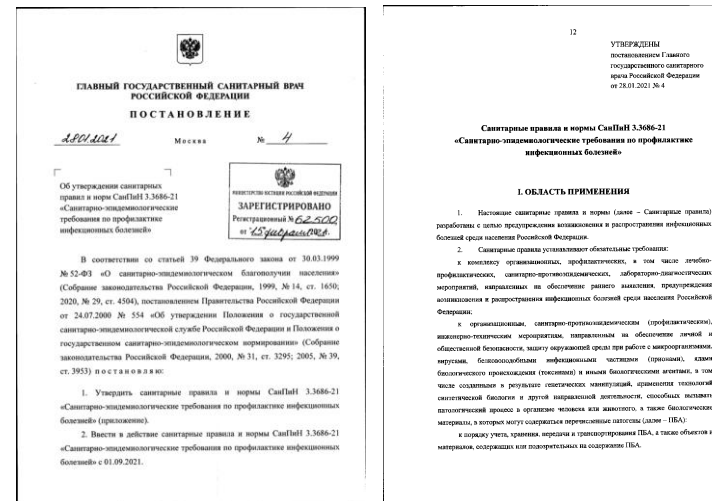 ГЛАВНЫЙ ГОСУДАРСТВЕННЫЙ САНИТАРНЫЙ ВРАЧ
РОССИЙСКОЙ ФЕДЕРАЦИИ
ПОСТАНОВЛЕНИЕ
28.01.2021 Москва № 4
Об утверждении санитарных
правил и норм СанПиН 3.3686-21
«Санитарно-эпидемиологические
требования по профилактике
инфекционных болезней»
МИНИСТЕРСТВО ЮСТИЦИИ РОССИЙСКОЙ ФЕДЕРАЦИИ
ЗАРЕГИСТРИРОВАНО
Регистрационный № 62500
от "15 февраля 2021.
В соответствии со статьей 39 Федерального закона от 30.03.1999
№ 52-ФЗ «О санитарно-эпидемиологическом благополучии населения»
(Собрание законодательства Российской Федерации, 1999, № 14, ст. 1650;
2020, № 29, ст. 4504), постановлением Правительства Российской Федерации
от 24.07.2000 № 554 «Об утверждении Положения о государственной
санитарно-эпидемиологической службе Российской Федерации и Положения о
государственном санитарно-эпидемиологическом нормировании» (Собрание
законодательства Российской Федерации, 2000, № 31, ст. 3295; 2005, № 39,
ст. 3953) постановляю:
1. Утвердить санитарные правила и нормы СанПиН 3.3686-21
«Санитарно-эпидемиологические требования по профилактике инфекционных
болезней» (приложение).
2. Ввести в действие санитарные правила и нормы СанПиН 3.3686-21
«Санитарно-эпидемиологические требования по профилактике инфекционных
болезней» с 01.09.2021.
12
УТВЕРЖДЕНЫ
постановлением Главного
государственного санитарного
врача Российской Федерации
от 28.01.2021 № 4
Санитарные правила и нормы СанПиН 3.3686-21
«Санитарно-эпидемиологические требования по профилактике
инфекционных болезней»
I. ОБЛАСТЬ ПРИМЕНЕНИЯ
1. Настоящие санитарные правила и нормы (далее – Санитарные правила)
разработаны с целью предупреждения возникновения и распространения инфекционных
болезней среди населения Российской Федерации.
2. Санитарные правила устанавливают обязательные требования:
к комплексу организационных, профилактических, в том числе лечебно-
профилактических, санитарно-противоэпидемических, лабораторно-диагностических
мероприятий, направленных на обеспечение раннего выявления, предупреждения
возникновения и распространения инфекционных болезней среди населения Российской
Федерации;
к организационным, санитарно-противоэпидемическим (профилактическим),
инженерно-техническим мероприятиям, направленным на обеспечение личной и
общественной безопасности, защиту окружающей среды при работе с микроорганизмами,
вирусами, белковоподобными инфекционными частицами (прионами), ядами
биологического происхождения (токсинами) и иными биологическими агентами, в том
числе созданными в результате генетических манипуляций, применения технологий
синтетической биологии и другой направленной деятельности, способных вызывать
патологический процесс в организме человека или животного, а также биологические
материалы, в которых могут содержаться перечисленные патогены (далее – ПБА);
к порядку учета, хранения, передачи и транспортирования ПБА, а также объектов и
материалов, содержащих или подозрительных на содержание ПБА.